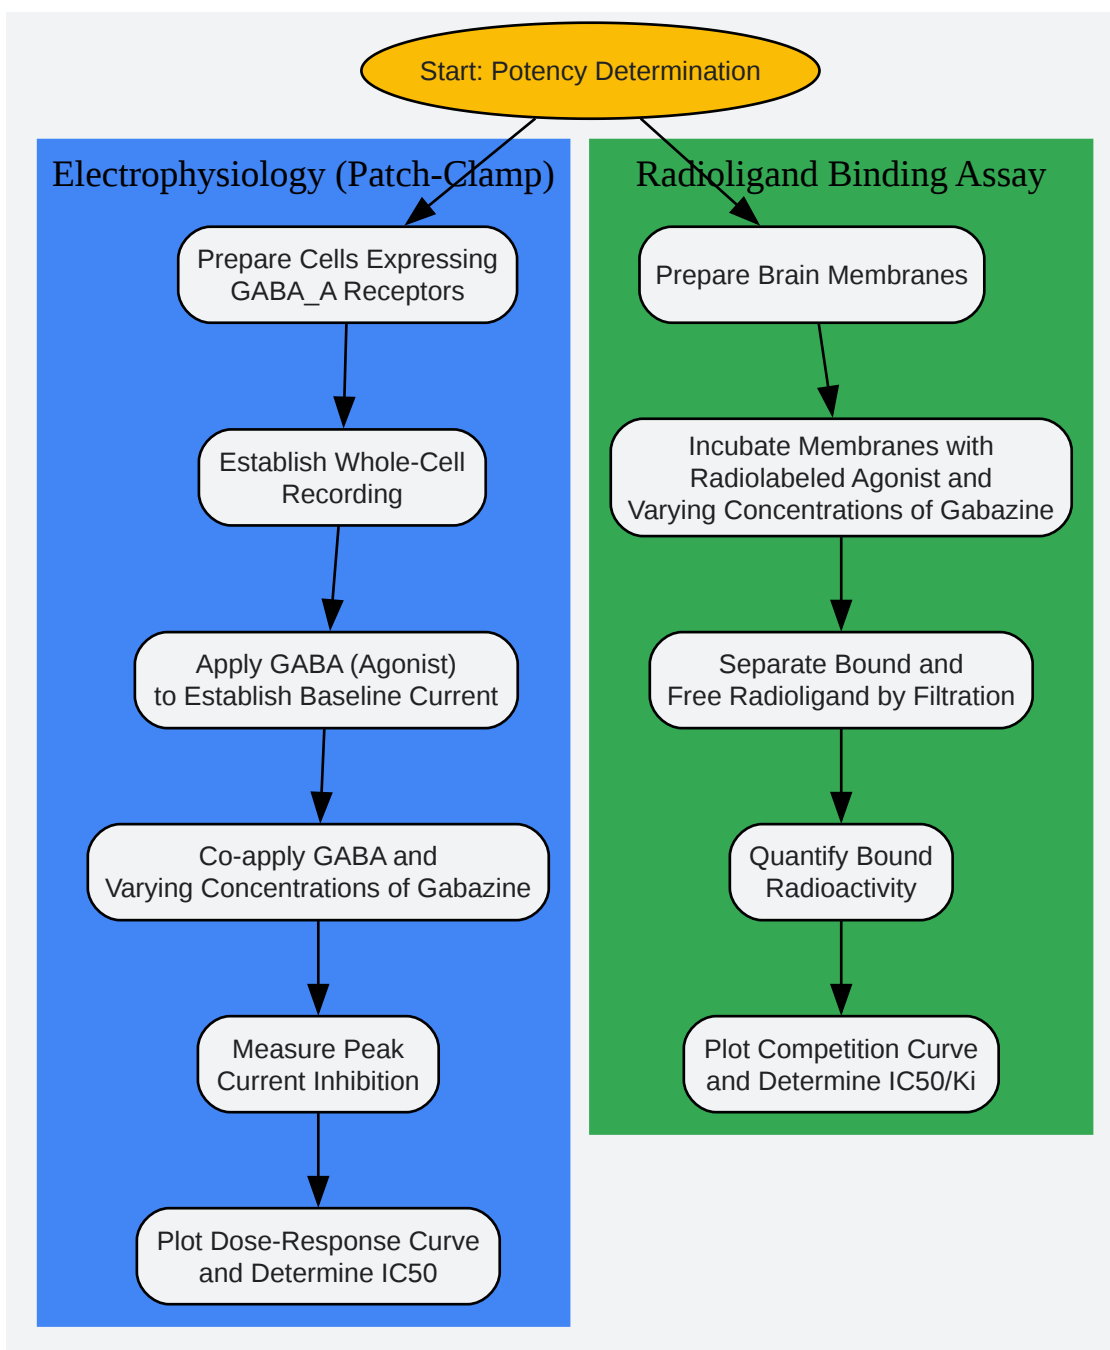 Start: Potency Determination
Electrophysiology (Patch-Clamp)
Prepare Cells Expressing
GABA_A Receptors
Establish Whole-Cell
Recording
Apply GABA (Agonist)
to Establish Baseline Current
Co-apply GABA and
Varying Concentrations of Gabazine
Measure Peak
Current Inhibition
Plot Dose-Response Curve
and Determine IC50
Radioligand Binding Assay
Prepare Brain Membranes
Incubate Membranes with
Radiolabeled Agonist and
Varying Concentrations of Gabazine
Separate Bound and
Free Radioligand by Filtration
Quantify Bound
Radioactivity
Plot Competition Curve
and Determine IC50/Ki